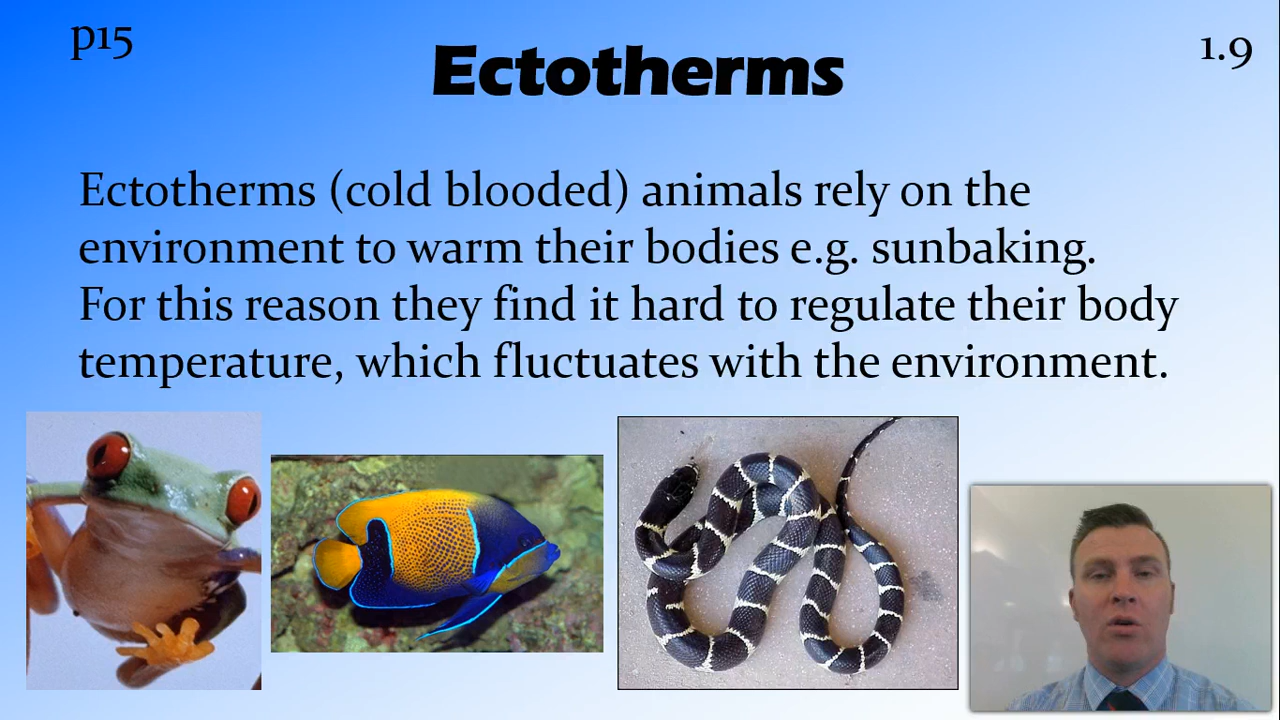 p15
Ectotherms
1.9
Ectotherms (cold blooded) animals rely on the
environment to warm their bodies e.g. sunbaking.
For this reason they find it hard to regulate their body
temperature, which fluctuates with the environment.